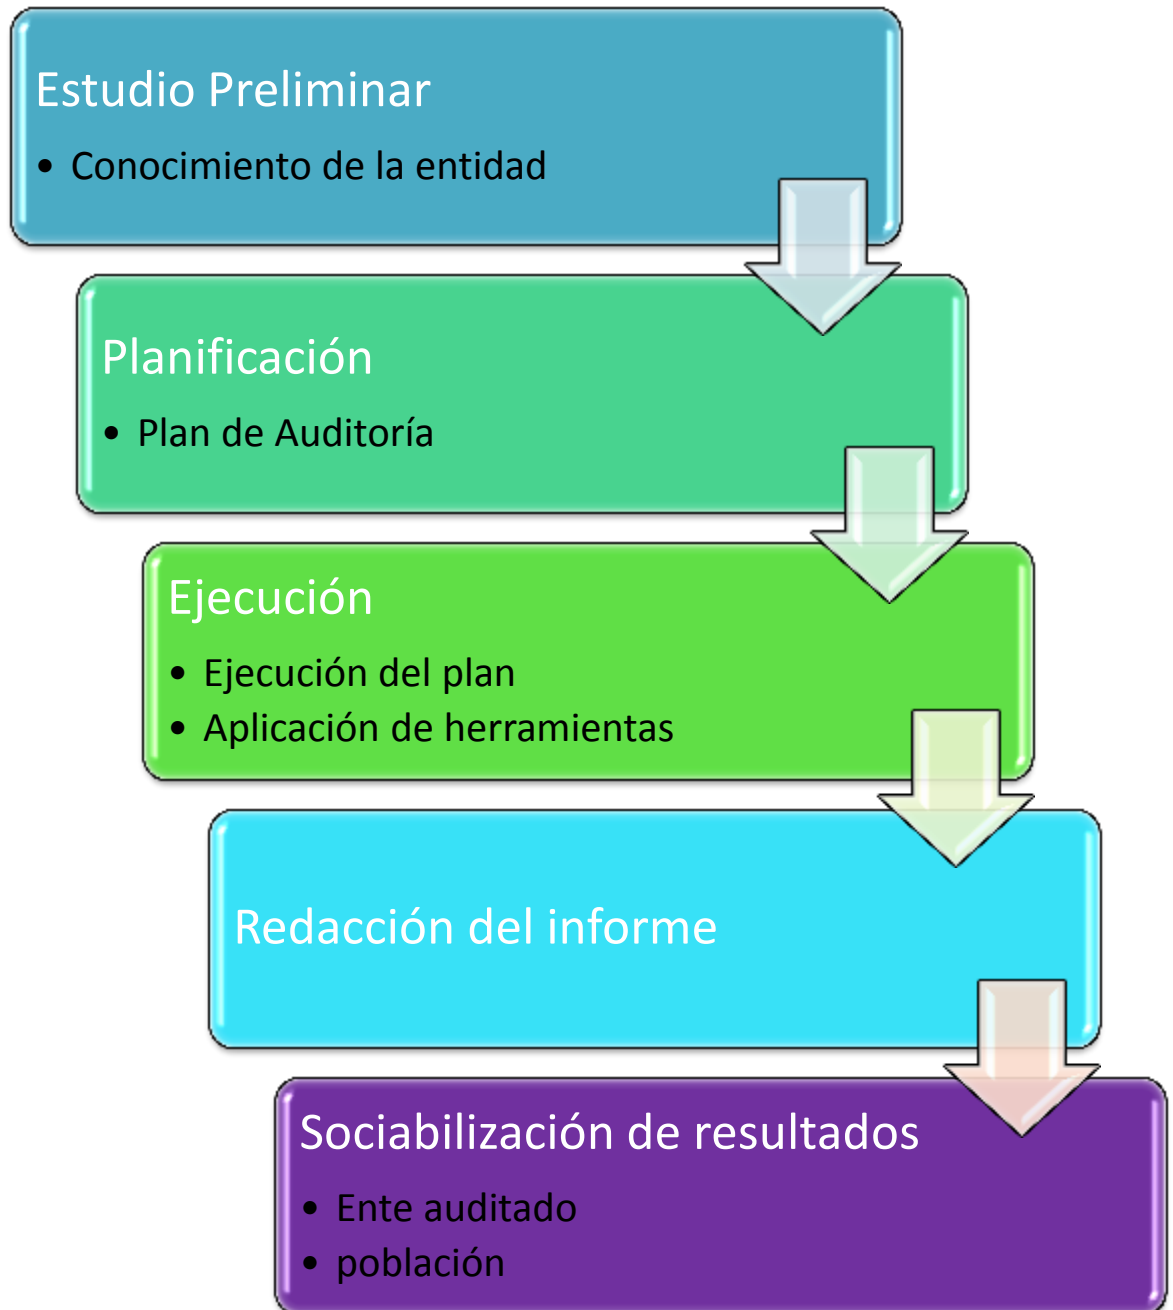 Estudio Preliminar
• Conocimiento de la entidad
Planificación
• Plan de Auditoría
Ejecución
• Ejecución del plan
• Aplicación de herramientas
Redacción del informe
Sociabilización de resultados
• Ente auditado
• población